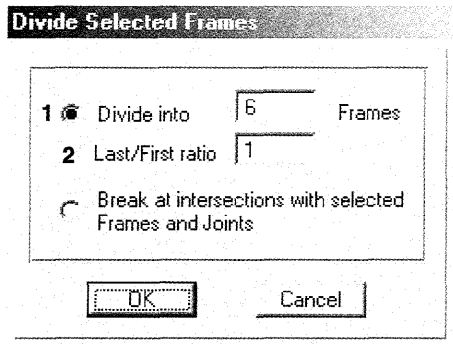 Divide Selected Frames
1 Divide into 6 Frames
2 Last/First ratio 1
Break at intersections with selected
Frames and Joints
OK Cancel